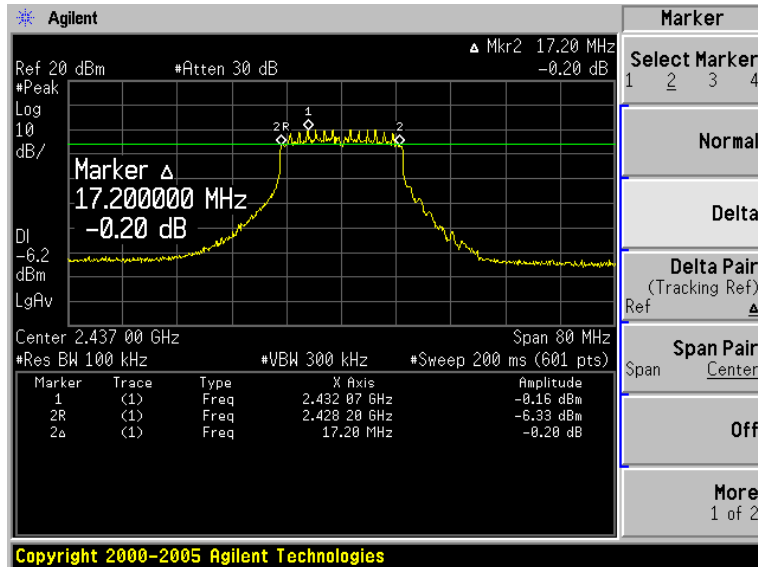 Agilent
Δ Mkr2 17.20 MHz
Ref 20 dBm #Atten 30 dB -0.20 dB
#Peak
Log
10
dB/
1
2R
2
Marker Δ
17.200000 MHz
-0.20 dB
DI
-6.2
dBm
LgAv
Center 2.437 00 GHz Span 80 MHz
#Res BW 100 kHz #VBW 300 kHz #Sweep 200 ms (601 pts)
Marker Trace Type X Axis Amplitude
1 (1) Freq 2.432 07 GHz -0.16 dBm
2R (1) Freq 2.428 20 GHz -6.33 dBm
2Δ (1) Freq 17.20 MHz -0.20 dB
Copyright 2000-2005 Agilent Technologies
Marker
Select Marker
1 2 3 4
Normal
Delta
Delta Pair
(Tracking Ref)
Ref Δ
Span Pair
Span Center
Off
More
1 of 2